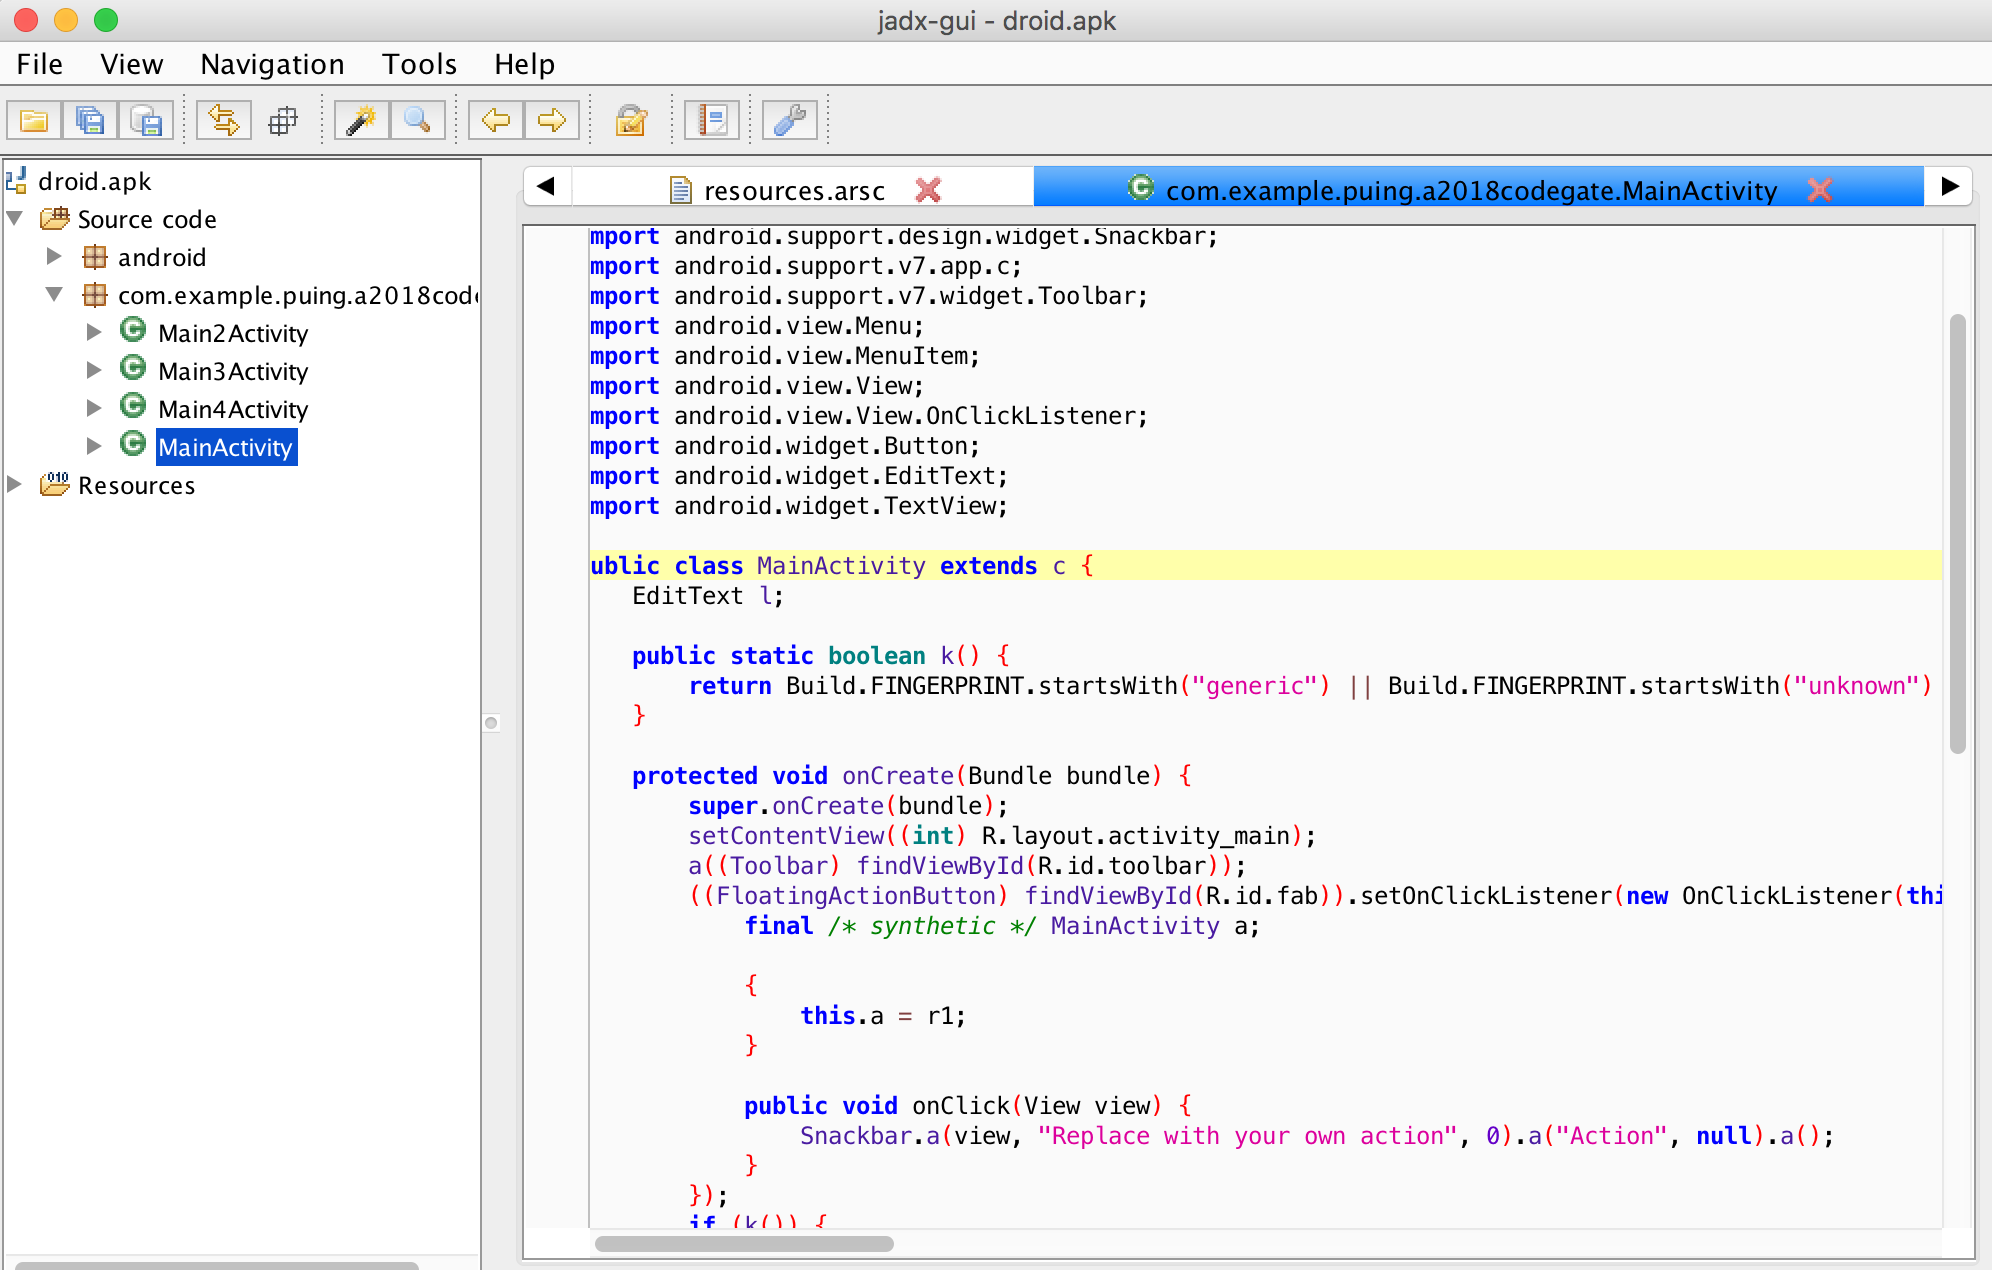 jadx-gui - droid.apk
File View Navigation Tools Help
droid.apk
Source code
android
com.example.puing.a2018code
Main2Activity
Main3Activity
Main4Activity
MainActivity
Resources
resources.arsc
com.example.puing.a2018codegate.MainActivity
mport android.support.design.widget.Snackbar;
mport android.support.v7.app.c;
mport android.support.v7.widget.Toolbar;
mport android.view.Menu;
mport android.view.MenuItem;
mport android.view.View;
mport android.view.View.OnClickListener;
mport android.widget.Button;
mport android.widget.EditText;
mport android.widget.TextView;
ublic class MainActivity extends c {
EditText l;
public static boolean k() {
return Build.FINGERPRINT.startsWith("generic") || Build.FINGERPRINT.startsWith("unknown")
}
protected void onCreate(Bundle bundle) {
super.onCreate(bundle);
setContentView((int) R.layout.activity_main);
a((Toolbar) findViewById(R.id.toolbar));
((FloatingActionButton) findViewById(R.id.fab)).setOnClickListener(new OnClickListener(thi
final /* synthetic */ MainActivity a;
{
this.a = r1;
}
public void onClick(View view) {
Snackbar.a(view, "Replace with your own action", 0).a("Action", null).a();
}
});
if (k()) {